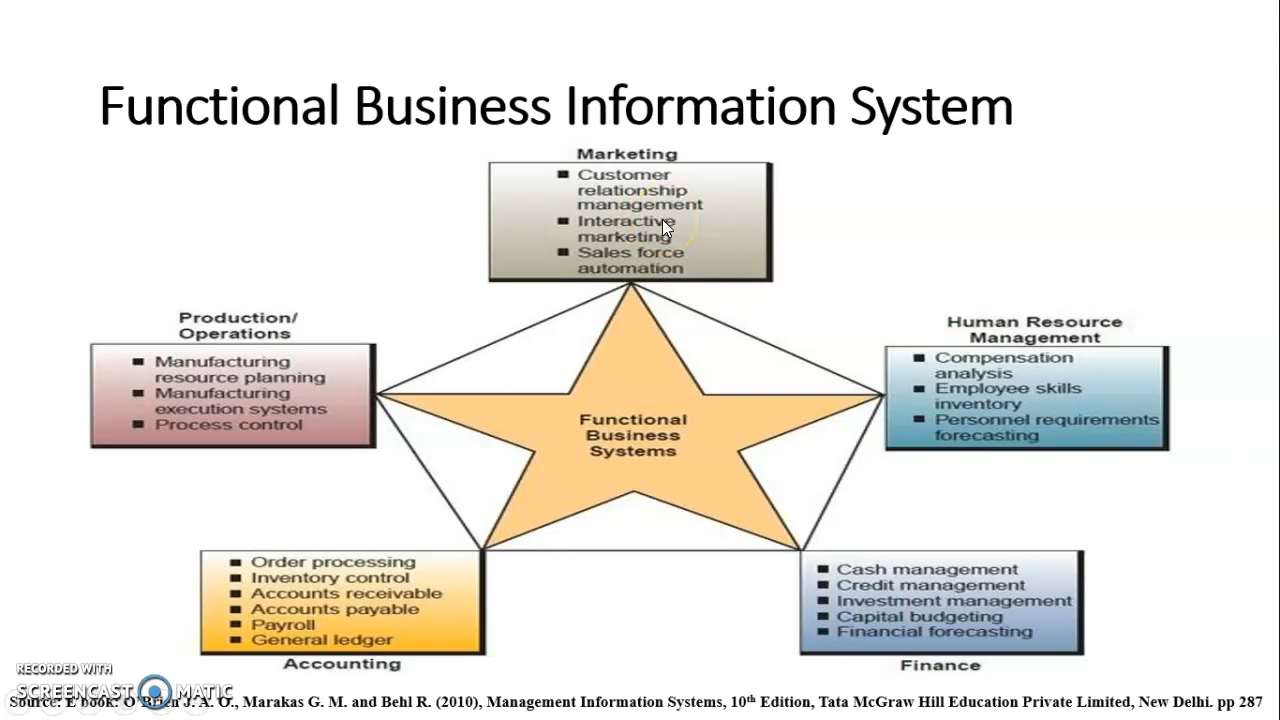 Functional Business Information System
Marketing
Customer
relationship
management
Interactive
marketing
Sales force
automation
Production/
Operations
Manufacturing
resource planning
Manufacturing
execution systems
Process control
Human Resource
Management
Compensation
analysis
Employee skills
inventory
Personnel requirements
forecasting
Functional
Business
Systems
Order processing
Inventory control
Accounts receivable
Accounts payable
Payroll
General ledger
Accounting
Cash management
Credit management
Investment management
Capital budgeting
Financial forecasting
Finance
RECORDED WITH
SCREENCAST MATIC
Source: E book: O'Brien J. A. O., Marakas G. M. and Behl R. (2010), Management Information Systems, 10th Edition, Tata McGraw Hill Education Private Limited, New Delhi. pp 287